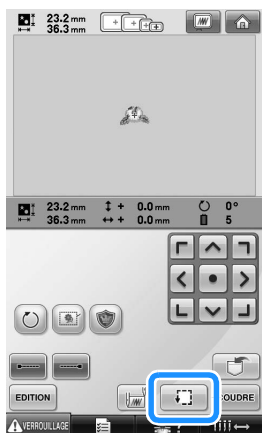 23.2 mm
36.3 mm
23.2 mm + 0.0 mm 0°
36.3 mm + 0.0 mm 5
EDITION
OUDRE
VERROUILLAGE ?